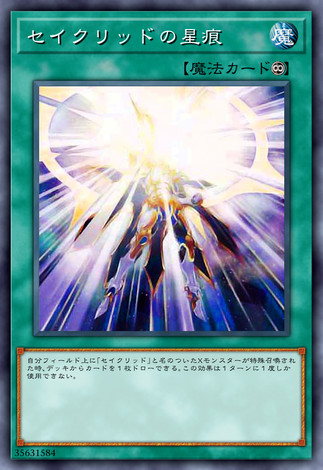 セイクリッドの星痕
魔
【魔法カード♾】
自分フィールド上に「セイクリッド」と名のついたXモンスターが特殊召喚され
た時、デッキからカードを1枚ドローできる。この効果は1ターンに1度しか
使用できない。
35631584